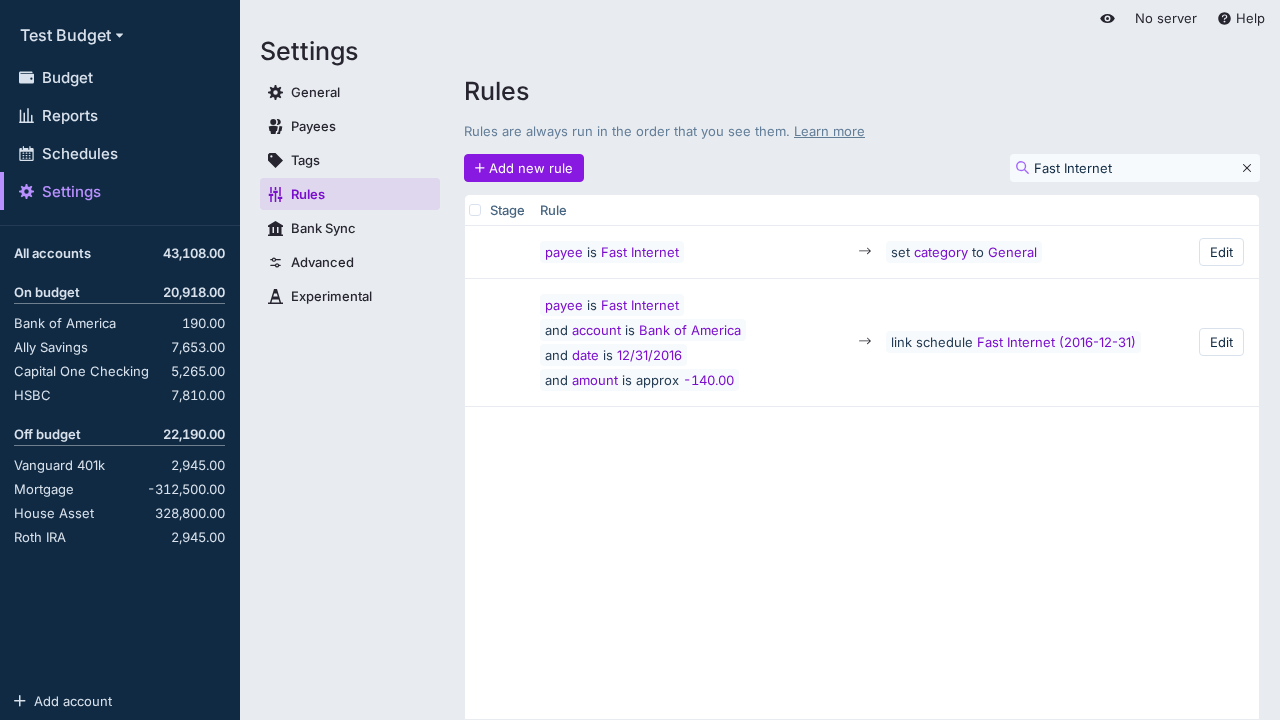 Test Budget
Budget
Reports
Schedules
Settings
All accounts 43,108.00
On budget 20,918.00
Bank of America 190.00
Ally Savings 7,653.00
Capital One Checking 5,265.00
HSBC 7,810.00
Off budget 22,190.00
Vanguard 401k 2,945.00
Mortgage -312,500.00
House Asset 328,800.00
Roth IRA 2,945.00
Add account
No server
Help
Settings
General
Payees
Tags
Rules
Bank Sync
Advanced
Experimental
Rules
Rules are always run in the order that you see them. Learn more
Add new rule
Fast Internet
Stage Rule
payee is Fast Internet → set category to General Edit
payee is Fast Internet
and account is Bank of America
and date is 12/31/2016
and amount is approx -140.00
→ link schedule Fast Internet (2016-12-31) Edit